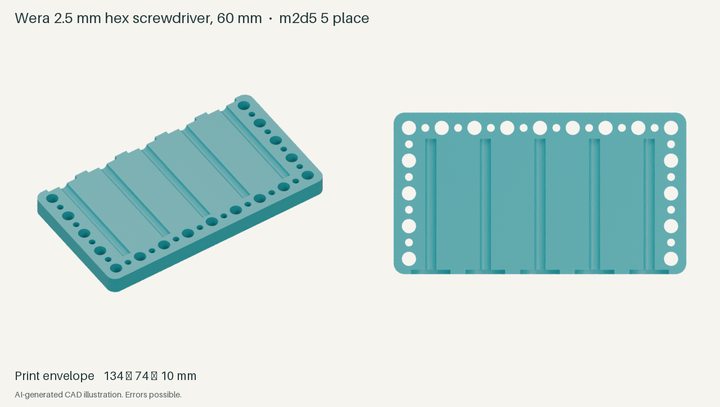 Wera 2.5 mm hex screwdriver, 60 mm · m2d5 5 place
Print envelope 134 74 10 mm
AI-generated CAD illustration. Errors possible.